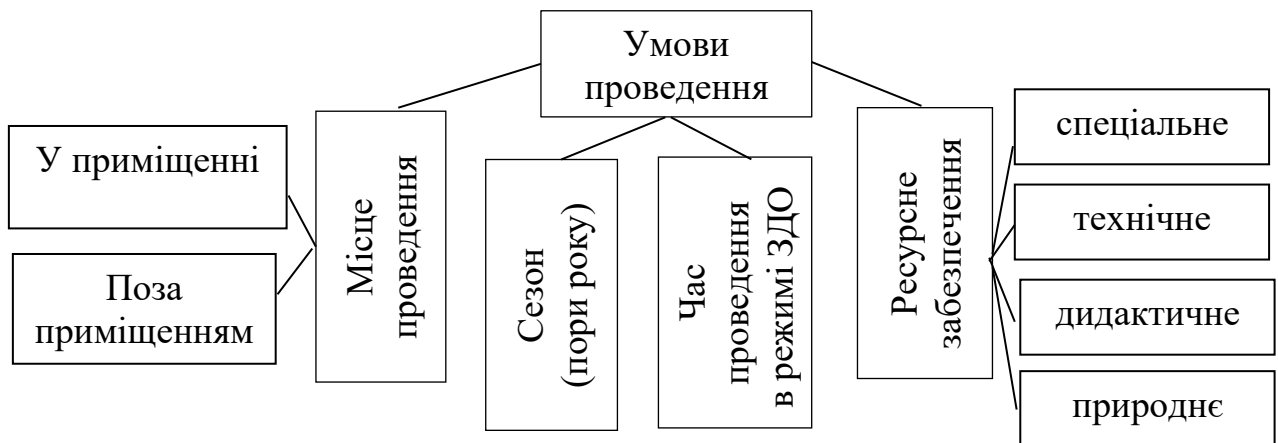 Умови
проведення
У приміщенні
Поза
приміщенням
Місце
проведення
Сезон
(пори року)
Час
проведення
в режимі ЗДО
Ресурсне
забезпечення
спеціальне
технічне
дидактичне
природнє